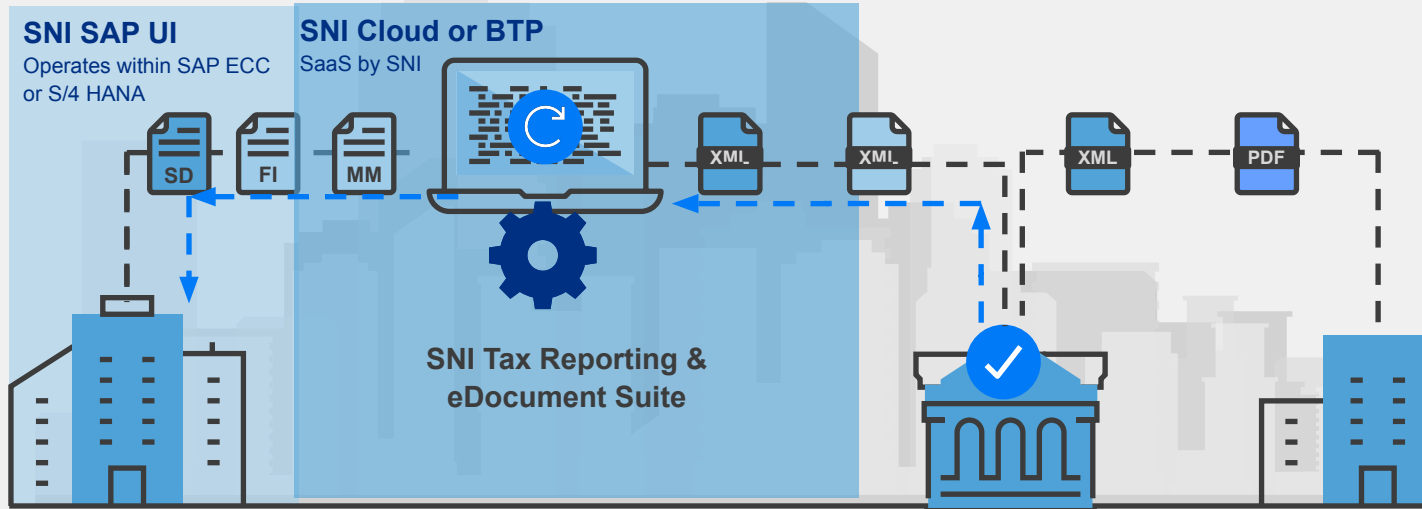 SNI SAP UI
Operates within SAP ECC
or S/4 HANA
SNI Cloud or BTP
SaaS by SNI
SD
FI
MM
XML
XML
XML
PDF
SNI Tax Reporting &
eDocument Suite